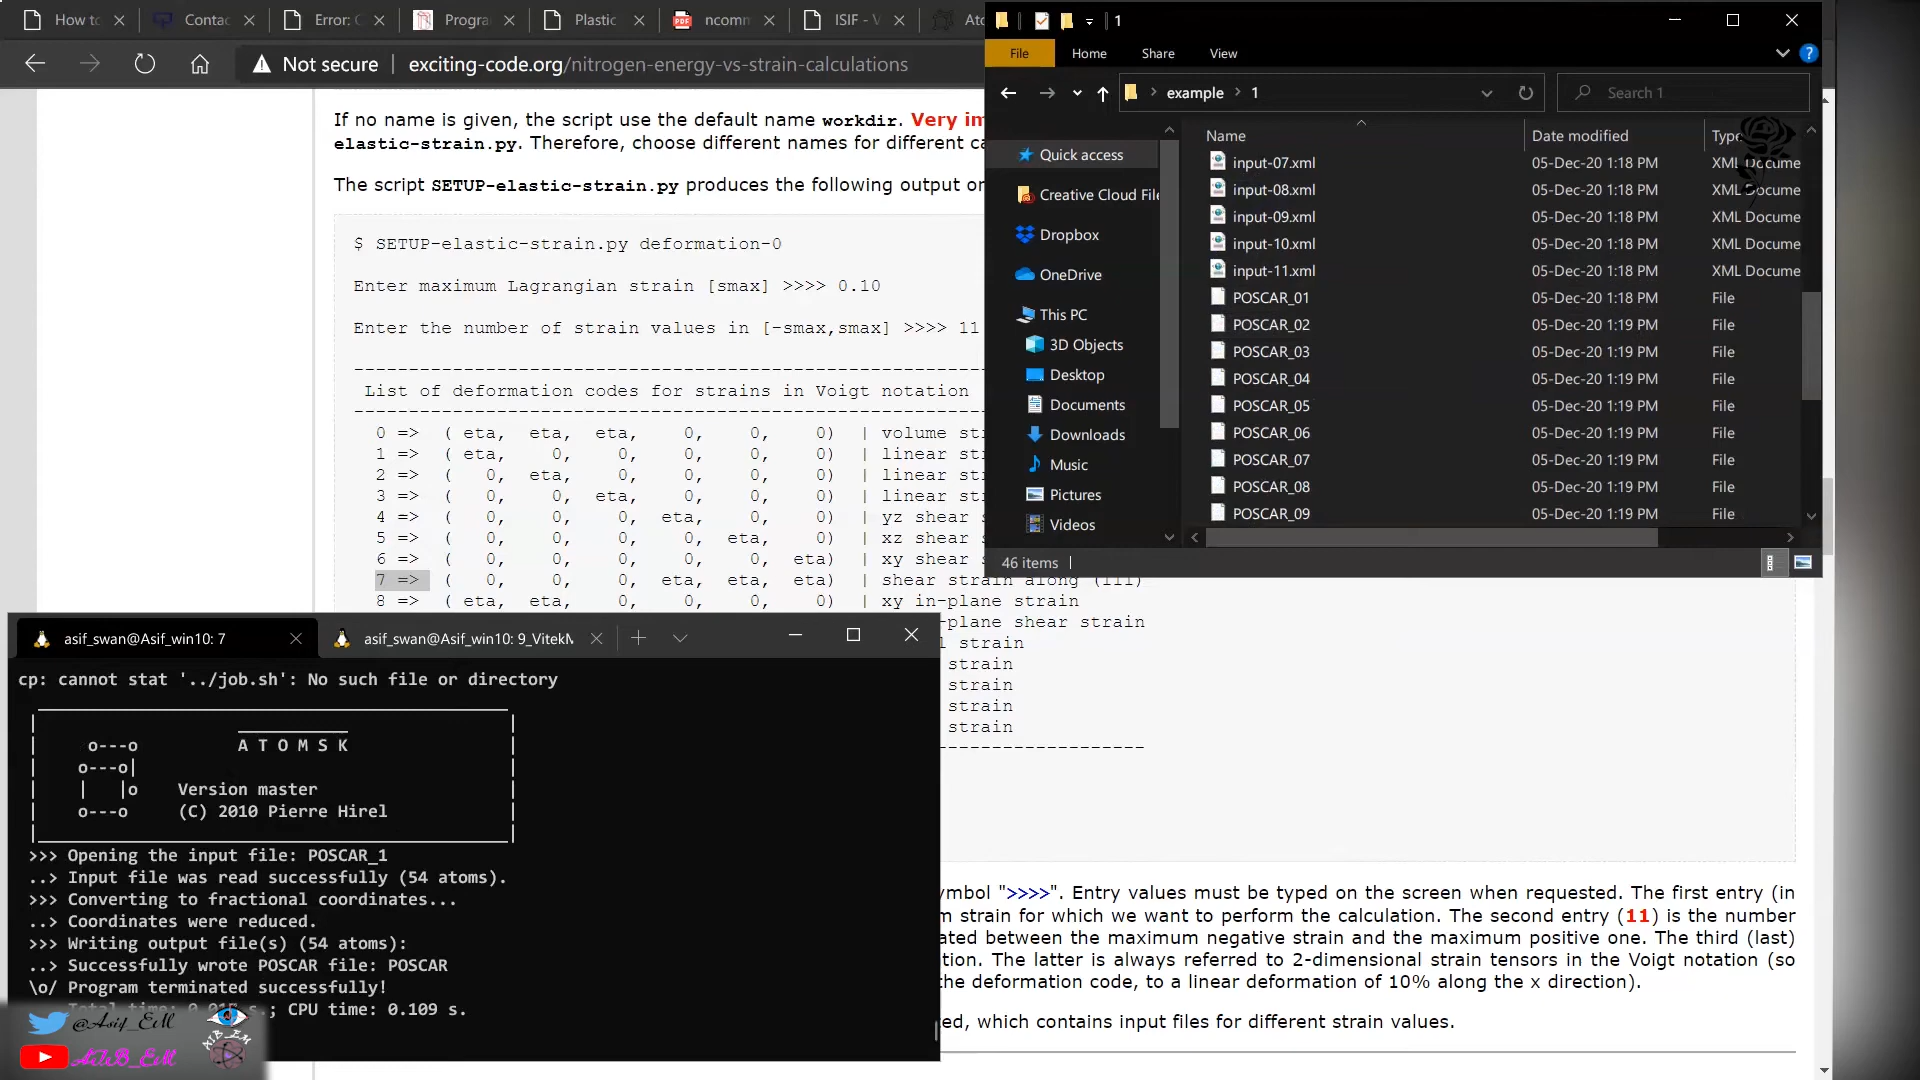 How to
Contac
Error: C
Progra
Plastic
ncomm
ISIF - V
Ato
Not secure | exciting-code.org/nitrogen-energy-vs-strain-calculations
If no name is given, the script use the default name workdir. Very im
elastic-strain.py. Therefore, choose different names for different ca
The script SETUP-elastic-strain.py produces the following output on
$ SETUP-elastic-strain.py deformation-0
Enter maximum Lagrangian strain [smax] >>>> 0.10
Enter the number of strain values in [-smax,smax] >>>> 11
List of deformation codes for strains in Voigt notation
0 => ( eta, eta, eta, 0, 0, 0) | volume str
1 => ( eta, 0, 0, 0, 0, 0) | linear str
2 => ( 0, eta, 0, 0, 0, 0) | linear str
3 => ( 0, 0, eta, 0, 0, 0) | linear str
4 => ( 0, 0, 0, eta, 0, 0) | yz shear s
5 => ( 0, 0, 0, 0, eta, 0) | xz shear s
6 => ( 0, 0, 0, 0, 0, eta) | xy shear s
7 => ( 0, 0, 0, eta, eta, eta) | shear strain along (111)
8 => ( eta, eta, 0, 0, 0, 0) | xy in-plane strain
-plane shear strain
l strain
strain
strain
strain
strain
ymbol ">>>>". Entry values must be typed on the screen when requested. The first entry (in
m strain for which we want to perform the calculation. The second entry (11) is the number
ated between the maximum negative strain and the maximum positive one. The third (last)
tion. The latter is always referred to 2-dimensional strain tensors in the Voigt notation (so
he deformation code, to a linear deformation of 10% along the x direction).
ed, which contains input files for different strain values.
1
File
Home
Share
View
example > 1
Search 1
Quick access
Creative Cloud File
Dropbox
OneDrive
This PC
3D Objects
Desktop
Documents
Downloads
Music
Pictures
Videos
Name Date modified Type
input-07.xml 05-Dec-20 1:18 PM XML Docume
input-08.xml 05-Dec-20 1:18 PM XML Docume
input-09.xml 05-Dec-20 1:18 PM XML Docume
input-10.xml 05-Dec-20 1:18 PM XML Docume
input-11.xml 05-Dec-20 1:18 PM XML Docume
POSCAR_01 05-Dec-20 1:18 PM File
POSCAR_02 05-Dec-20 1:19 PM File
POSCAR_03 05-Dec-20 1:19 PM File
POSCAR_04 05-Dec-20 1:19 PM File
POSCAR_05 05-Dec-20 1:19 PM File
POSCAR_06 05-Dec-20 1:19 PM File
POSCAR_07 05-Dec-20 1:19 PM File
POSCAR_08 05-Dec-20 1:19 PM File
POSCAR_09 05-Dec-20 1:19 PM File
46 items
asif_swan@Asif_win10: 7
asif_swan@Asif_win10: 9_VitekM
cp: cannot stat '../job.sh': No such file or directory
A T O M S K
Version master
(C) 2010 Pierre Hirel
>>> Opening the input file: POSCAR_1
..> Input file was read successfully (54 atoms).
>>> Converting to fractional coordinates...
..> Coordinates were reduced.
>>> Writing output file(s) (54 atoms):
..> Successfully wrote POSCAR file: POSCAR
\o/ Program terminated successfully!
Total time: s.; CPU time: 0.109 s.
@Asif_EM